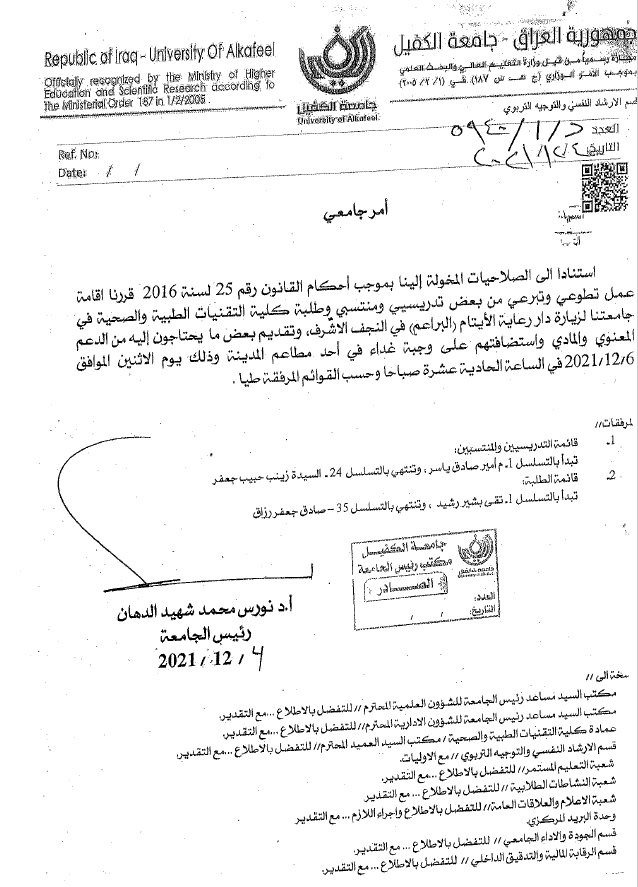 جمهورية العراق - جامعة الكفيل
Republic of Iraq - University Of Alkafeel
مجازة رسمياً من قبل وزارة التعليم العالي والبحث العلمي
Officially recognized by the Ministry of Higher
Education and Scientific Research according to
the Ministerial Order 187 in 1/2/2005 .
بموجب الأمر الوزاري (ج هـ س ١٨٧) في (١/ ٢/ ٢٠٠٥)
جامعة الكفيل
University of Alkafeel
قسم الارشاد النفسي والتوجيه التربوي
العدد
التاريخ
Ref. No:
Date: / /
أمر جامعي
استنادا الى الصلاحيات المخولة إلينا بموجب أحكام القانون رقم 25 لسنة 2016 قررنا اقامة
عمل تطوعي وتبرعي من بعض تدريسيي ومنتسبي وطلبة كلية التقنيات الطبية والصحية في
جامعتنا لزيارة دار رعاية الأيتام (البراعم) في النجف الأشرف، وتقديم بعض ما يحتاجون إليه من الدعم
المعنوي والمادي واستضافتهم على وجبة غداء في أحد مطاعم المدينة وذلك يوم الاثنين الموافق
2021/12/6 في الساعة الحادية عشرة صباحا وحسب القوائم المرفقة طيا .
مرفقات//
1- قائمة التدريسيين والمنتسبين:
تبدأ بالتسلسل 1- م أمير صادق ياسر، وتنتهي بالتسلسل 24- السيدة زينب حبيب جعفر
2- قائمة الطلبة:
تبدأ بالتسلسل 1- تقى بشير رشيد ، وتنتهي بالتسلسل 35 – صادق جعفر رزاق
جامعة الكفيل
مكتب رئيس الجامعة
الصادر
العدد:
التاريخ: / /
أ.د نورس محمد شهيد الدهان
رئيس الجامعة
2021/ 12/ 4
نسخة الى //
مكتب السيد مساعد رئيس الجامعة للشؤون العلمية المحترم // للتفضل بالاطلاع ...مع التقدير.
مكتب السيد مساعد رئيس الجامعة للشؤون الادارية المحترم// للتفضل بالاطلاع ... مع التقدير.
عمادة كلية التقنيات الطبية والصحية / مكتب السيد العميد المحترم// للتفضل بالاطلاع ...مع التقدير.
قسم الارشاد النفسي والتوجيه التربوي // مع الاوليات.
شعبة التعليم المستمر// للتفضل بالاطلاع ...مع التقدير.
شعبة النشاطات الطلابية // للتفضل بالاطلاع ... مع التقدير.
شعبة الاعلام والعلاقات العامة// للتفضل بالاطلاع واجراء اللازم ... مع التقدير
وحدة البريد المركزي.
قسم الجودة والاداء الجامعي // للتفضل بالاطلاع ... مع التقدير.
قسم الرقابة المالية والتدقيق الداخلي // للتفضل بالاطلاع ... مع التقدير.